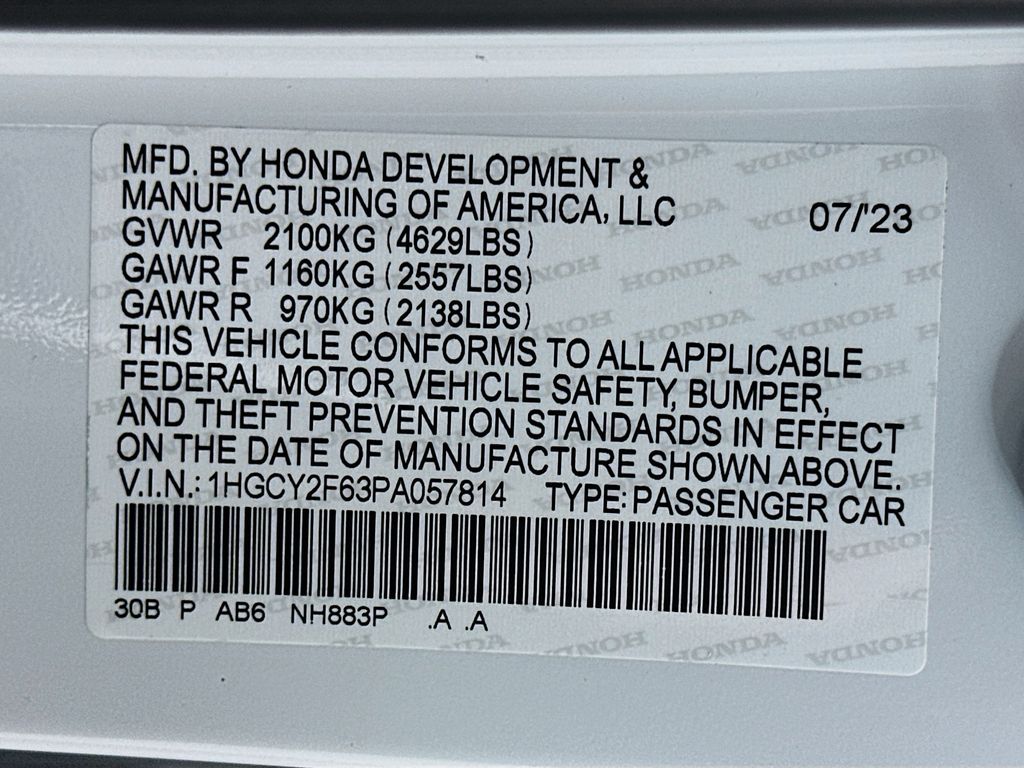 MFD. BY HONDA DEVELOPMENT &
MANUFACTURING OF AMERICA, LLC 07/'23
GVWR 2100KG (4629LBS)
GAWR F 1160KG (2557LBS)
GAWR R 970KG (2138LBS)
THIS VEHICLE CONFORMS TO ALL APPLICABLE
FEDERAL MOTOR VEHICLE SAFETY, BUMPER,
AND THEFT PREVENTION STANDARDS IN EFFECT
ON THE DATE OF MANUFACTURE SHOWN ABOVE.
V.I.N.: 1HGCY2F63PA057814 TYPE: PASSENGER CAR
30B P AB6 NH883P .A .A